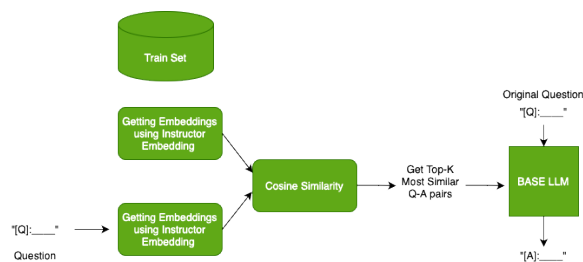 Train Set
Original Question
"[Q]:____"
Getting Embeddings
using Instructor
Embedding
Cosine Similarity
Get Top-K
Most Similar
Q-A pairs
BASE LLM
"[Q]:____"
Question
Getting Embeddings
using Instructor
Embedding
"[A]:____"